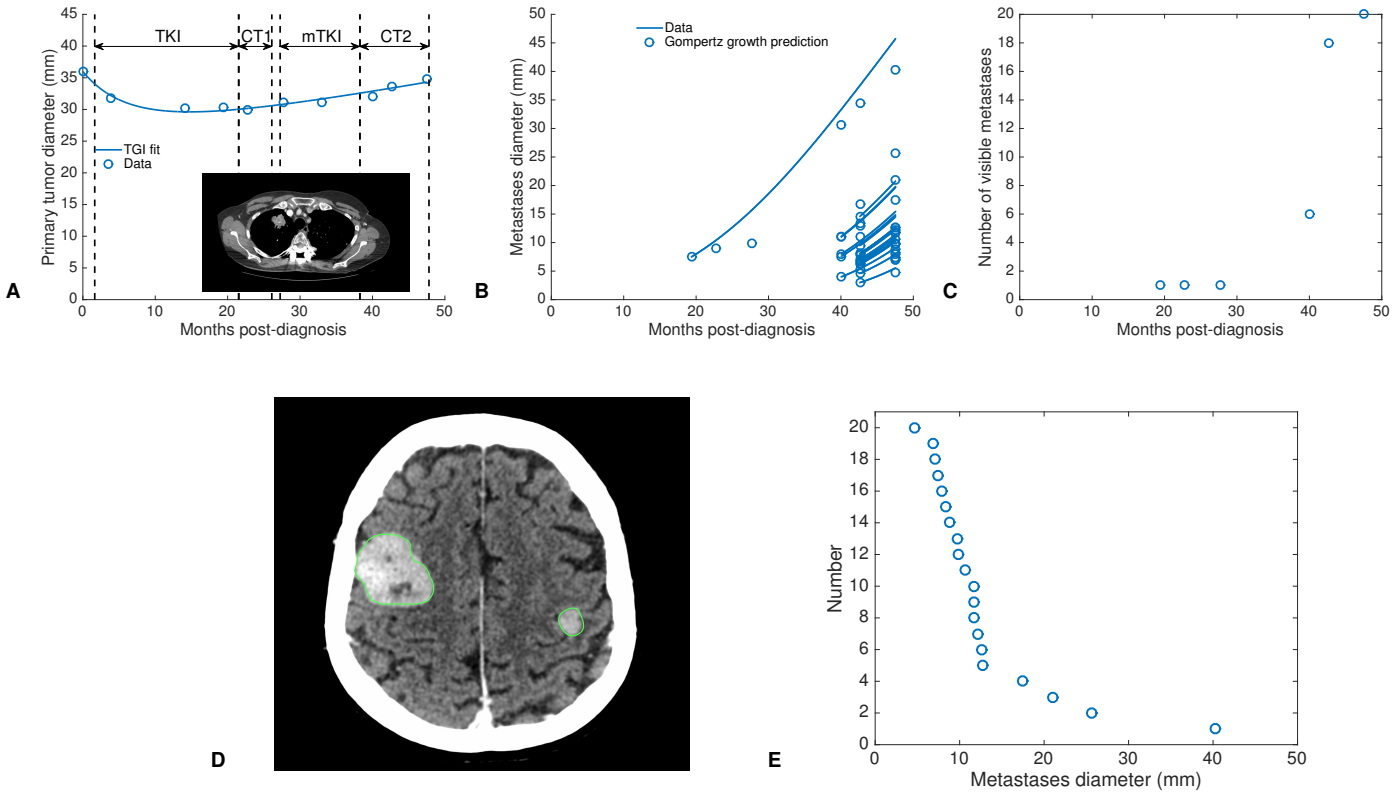 45
40
35
30
25
20
15
10
5
0
0 10 20 30 40 50
Primary tumor diameter (mm)
Months post-diagnosis
TKI CT1 mTKI CT2
TGI fit
Data
A
50
45
40
35
30
25
20
15
10
5
0
0 10 20 30 40 50
Metastases diameter (mm)
Months post-diagnosis
Data
Gompertz growth prediction
B
20
18
16
14
12
10
8
6
4
2
0
0 10 20 30 40 50
Number of visible metastases
Months post-diagnosis
C
D
20
18
16
14
12
10
8
6
4
2
0
0 10 20 30 40 50
Number
Metastases diameter (mm)
E